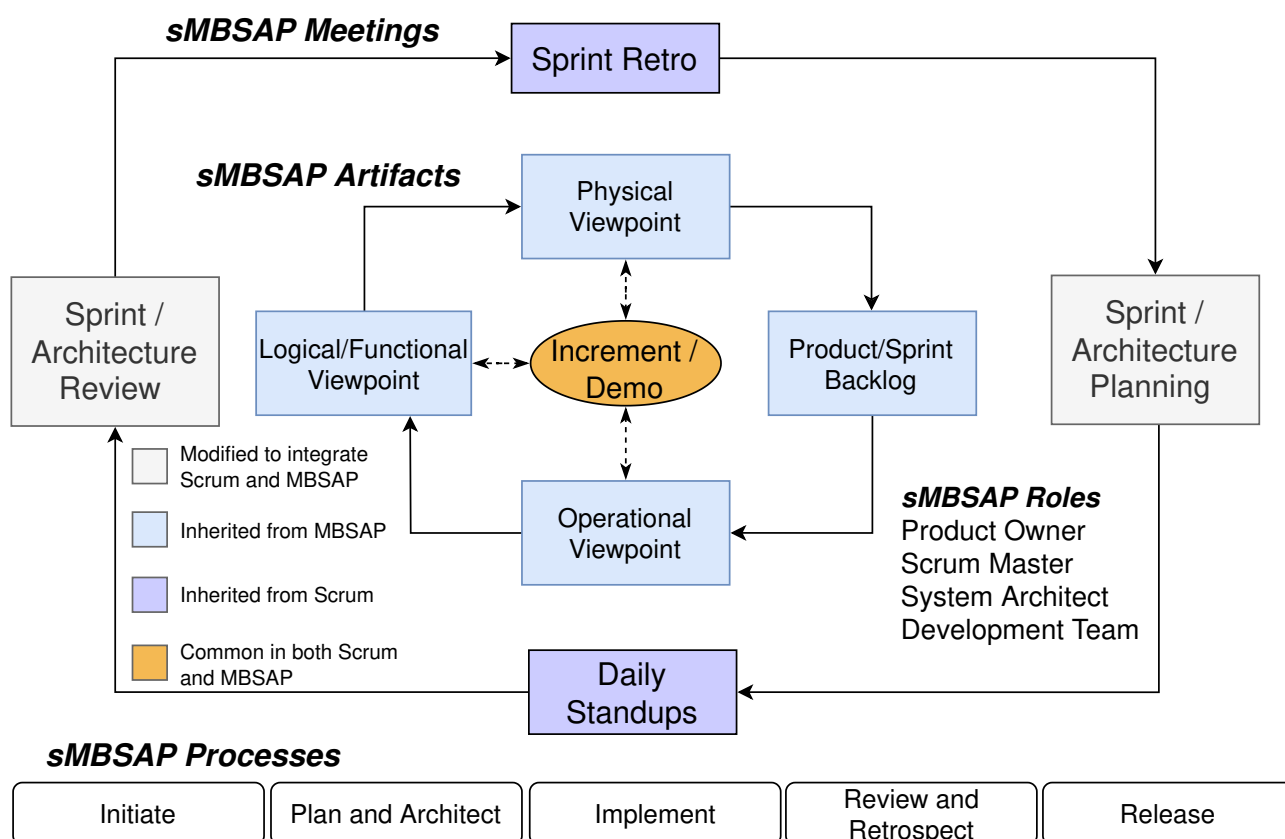 sMBSAP Meetings
Sprint Retro
sMBSAP Artifacts
Physical
Viewpoint
Sprint /
Architecture
Review
Logical/Functional
Viewpoint
Increment /
Demo
Product/Sprint
Backlog
Sprint /
Architecture
Planning
Modified to integrate
Scrum and MBSAP
Inherited from MBSAP
Inherited from Scrum
Common in both Scrum
and MBSAP
Operational
Viewpoint
sMBSAP Roles
Product Owner
Scrum Master
System Architect
Development Team
Daily
Standups
sMBSAP Processes
Initiate
Plan and Architect
Implement
Review and
Retrospect
Release